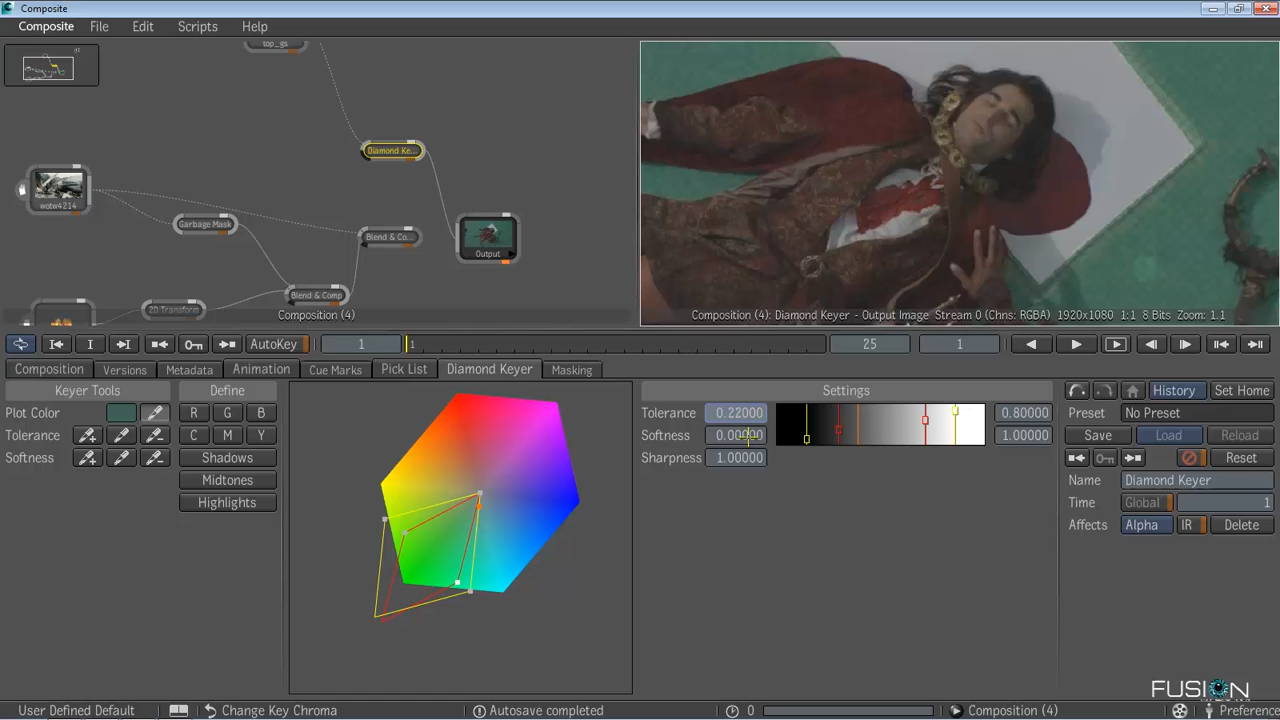 Composite
Composite File Edit Scripts Help
top_gs
Diamond Ke...
wotw4214
Garbage Mask
Blend & Co...
Output
Blend & Comp
2D Transform
Composition (4)
Composition (4): Diamond Keyer - Output Image Stream 0 (Chns: RGBA) 1920x1080 1:1 8 Bits Zoom: 1.1
AutoKey 1 1 25 1
Composition Versions Metadata Animation Cue Marks Pick List Diamond Keyer Masking
Keyer Tools Define Settings History Set Home
Plot Color R G B Tolerance 0.22000 0.80000 Preset No Preset
Tolerance C M Y Softness 0.00000 1.00000 Save Load Reload
Softness Shadows Sharpness 1.00000 Reset
Midtones Name Diamond Keyer
Highlights Time Global 1
Affects Alpha IR Delete
FUSION
User Defined Default Change Key Chroma Autosave completed 0 Composition (4) Preference